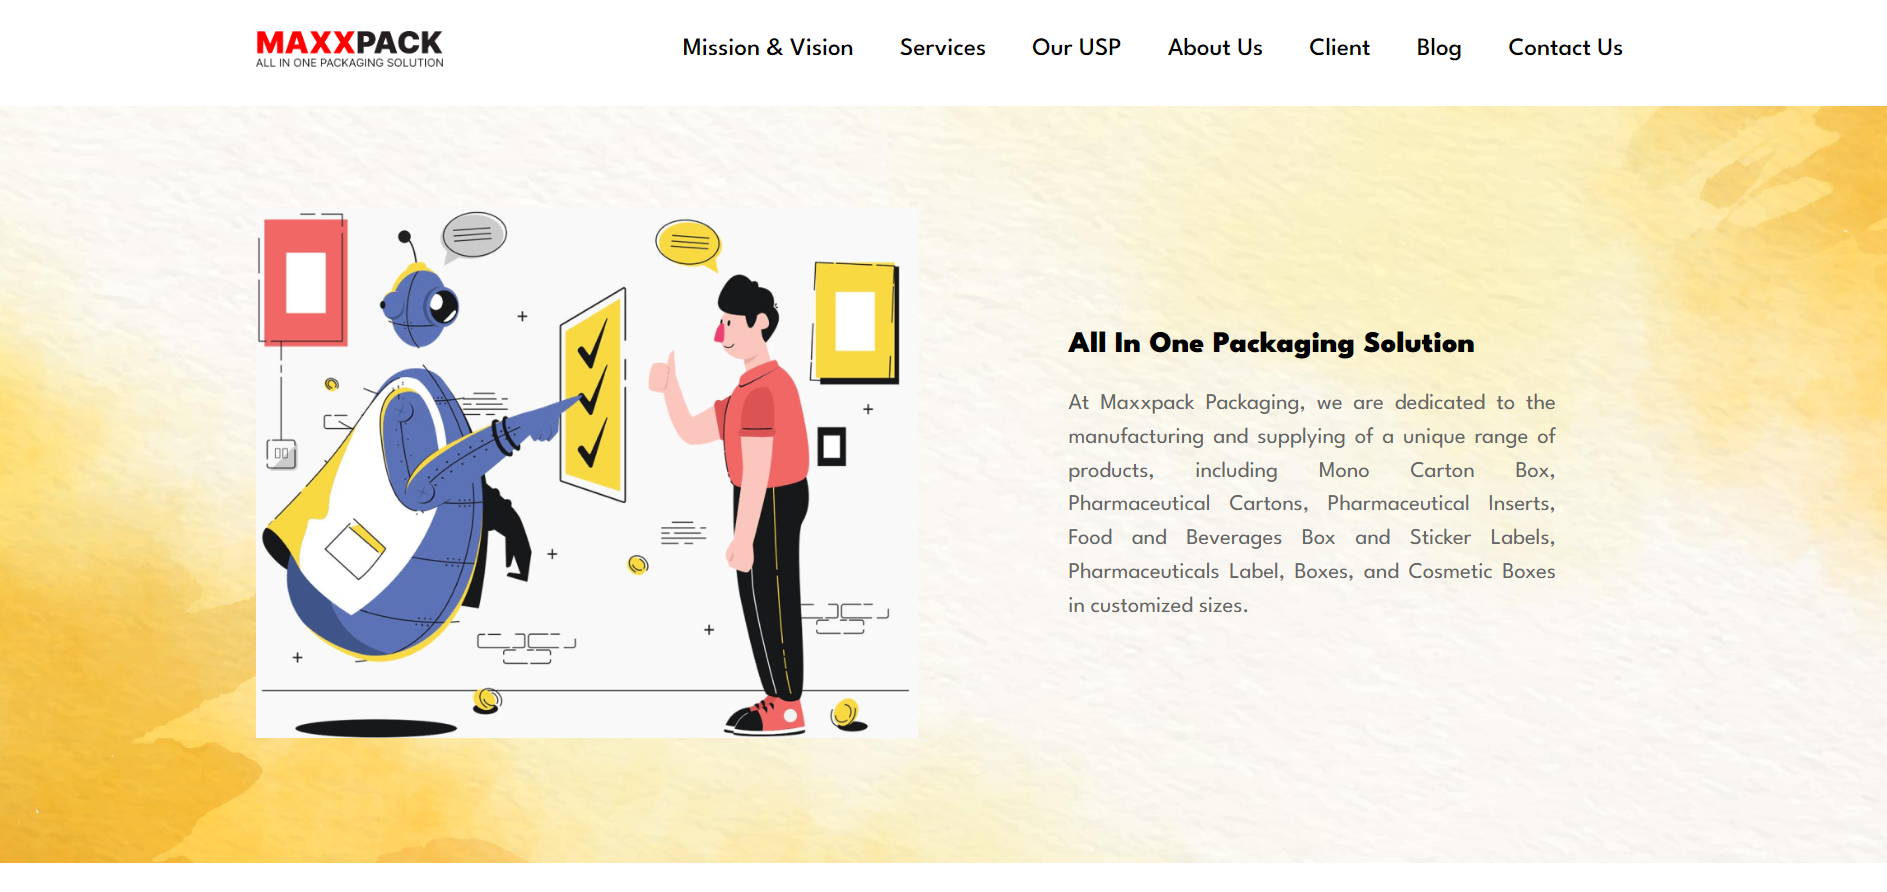 MAXXPACK
ALL IN ONE PACKAGING SOLUTION
Mission & Vision
Services
Our USP
About Us
Client
Blog
Contact Us
All In One Packaging Solution
At Maxxpack Packaging, we are dedicated to the
manufacturing and supplying of a unique range of
products, including Mono Carton Box,
Pharmaceutical Cartons, Pharmaceutical Inserts,
Food and Beverages Box and Sticker Labels,
Pharmaceuticals Label, Boxes, and Cosmetic Boxes
in customized sizes.